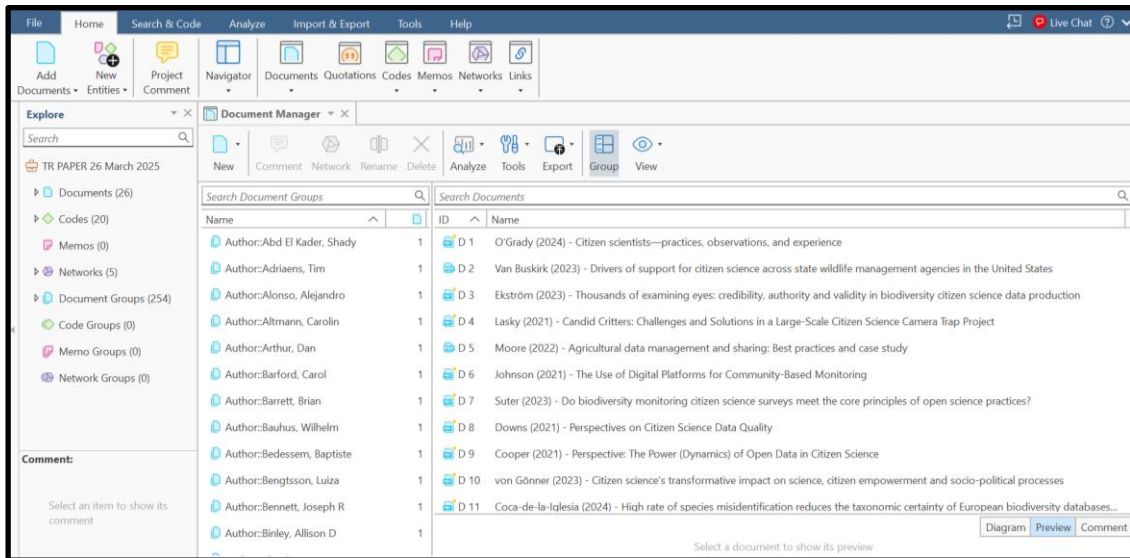 File Home Search & Code Analyze Import & Export Tools Help Live Chat
Add Documents New Entities Project Comment Navigator Documents Quotations Codes Memos Networks Links
Explore
Search
TR PAPER 26 March 2025
Documents (26)
Codes (20)
Memos (0)
Networks (5)
Document Groups (254)
Code Groups (0)
Memo Groups (0)
Network Groups (0)
Comment:
Select an item to show its
comment
Document Manager
New Comment Network Rename Delete Analyze Tools Export Group View
Search Document Groups
Name
Author::Abd El Kader, Shady 1
Author::Adriaens, Tim 1
Author::Alonso, Alejandro 1
Author::Altmann, Carolin 1
Author::Arthur, Dan 1
Author::Barford, Carol 1
Author::Barrett, Brian 1
Author::Bauhus, Wilhelm 1
Author::Bedessem, Baptiste 1
Author::Bengtsson, Luiza 1
Author::Bennett, Joseph R 1
Author::Binley, Allison D 1
Search Documents
ID Name
D 1 O'Grady (2024) - Citizen scientists—practices, observations, and experience
D 2 Van Buskirk (2023) - Drivers of support for citizen science across state wildlife management agencies in the United States
D 3 Ekström (2023) - Thousands of examining eyes: credibility, authority and validity in biodiversity citizen science data production
D 4 Lasky (2021) - Candid Critters: Challenges and Solutions in a Large-Scale Citizen Science Camera Trap Project
D 5 Moore (2022) - Agricultural data management and sharing: Best practices and case study
D 6 Johnson (2021) - The Use of Digital Platforms for Community-Based Monitoring
D 7 Suter (2023) - Do biodiversity monitoring citizen science surveys meet the core principles of open science practices?
D 8 Downs (2021) - Perspectives on Citizen Science Data Quality
D 9 Cooper (2021) - Perspective: The Power (Dynamics) of Open Data in Citizen Science
D 10 von Gönner (2023) - Citizen science's transformative impact on science, citizen empowerment and socio-political processes
D 11 Coca-de-la-Iglesia (2024) - High rate of species misidentification reduces the taxonomic certainty of European biodiversity databases...
Diagram Preview Comment
Select a document to show its preview